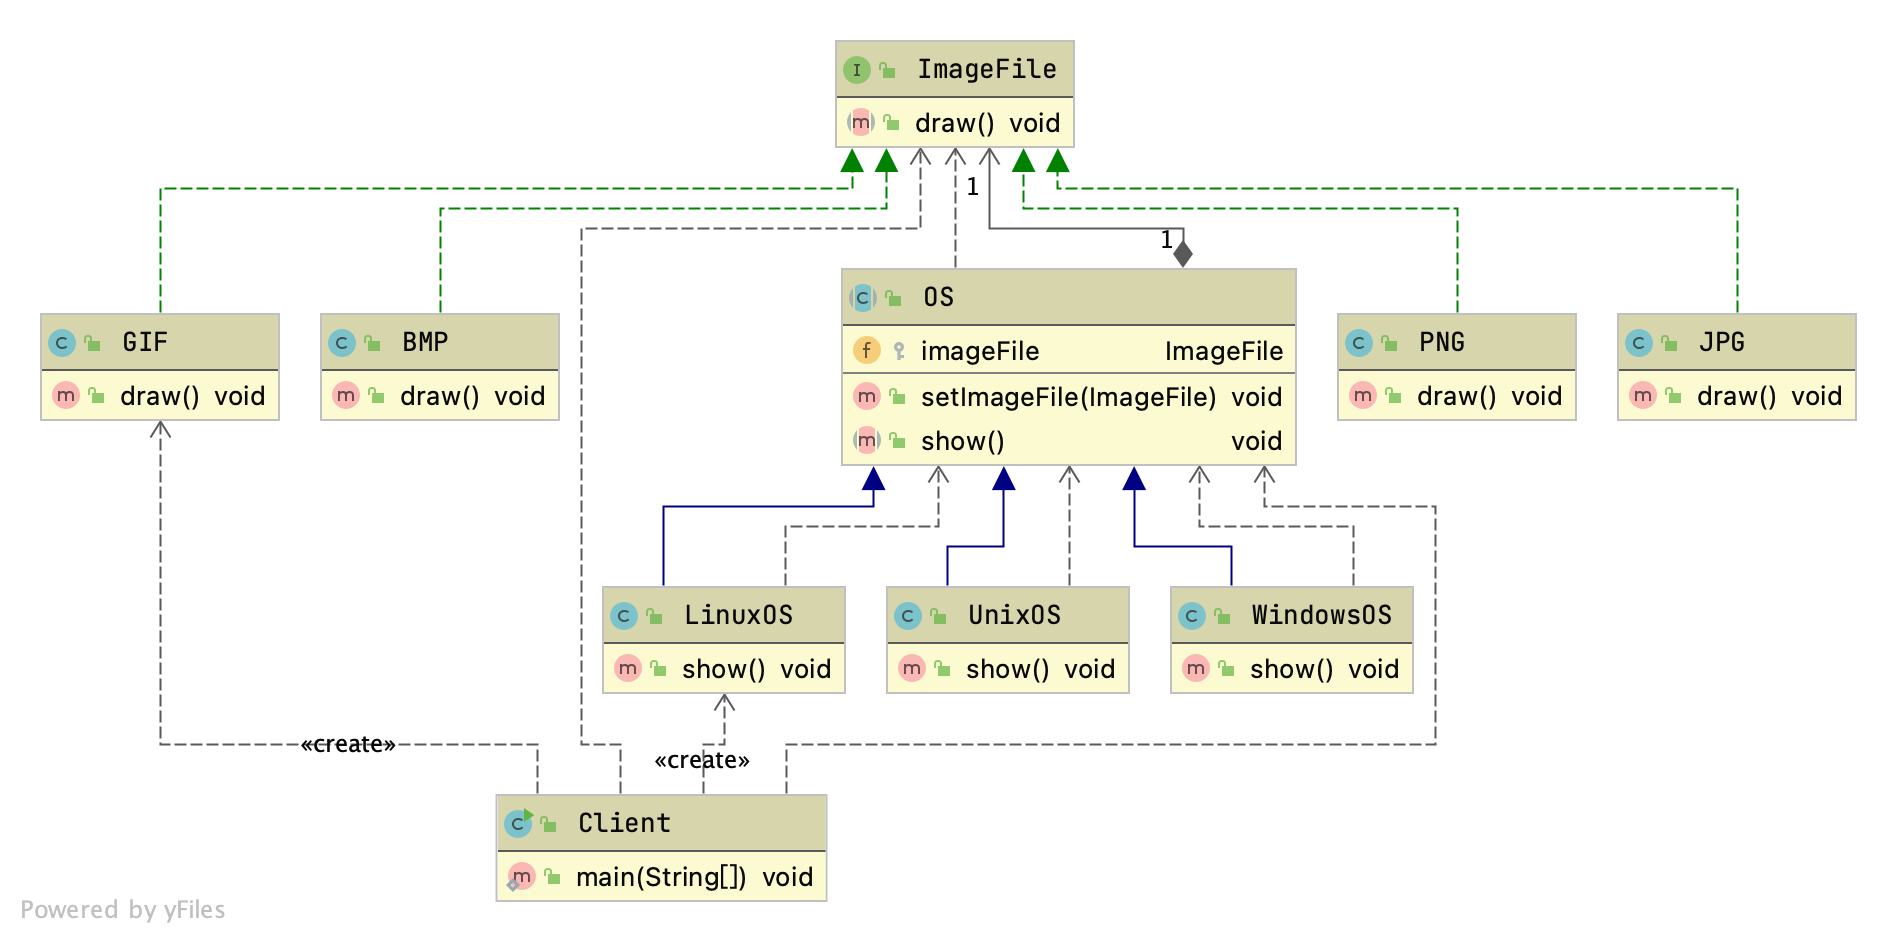 ImageFile
draw() void
1
1
OS
imageFile ImageFile
setImageFile(ImageFile) void
show() void
GIF
draw() void
BMP
draw() void
PNG
draw() void
JPG
draw() void
LinuxOS
show() void
UnixOS
show() void
WindowsOS
show() void
«create»
«create»
Client
main(String[]) void
Powered by yFiles